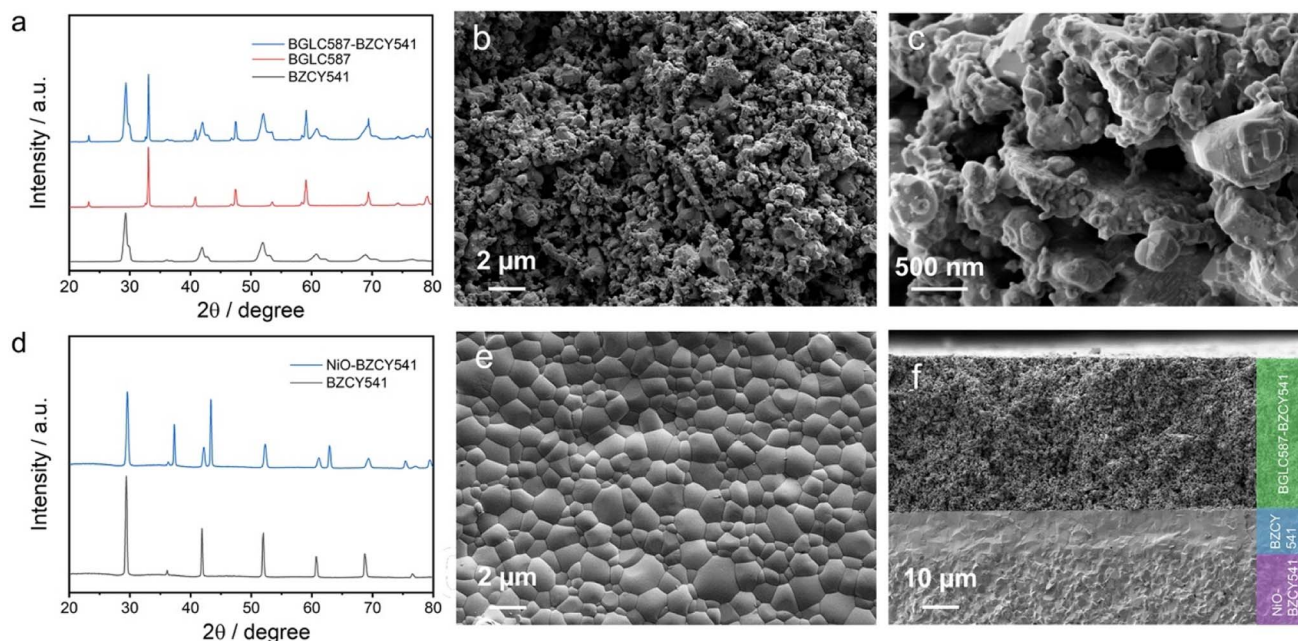 a
BGLC587-BZCY541
BGLC587
BZCY541
Intensity / a.u.
20 30 40 50 60 70 80
2θ / degree
b
2 µm
c
500 nm
d
NiO-BZCY541
BZCY541
Intensity / a.u.
20 30 40 50 60 70 80
2θ / degree
e
2 µm
f
BGLC587-BZCY541
BZCY
541
NiO-
BZCY541
10 µm